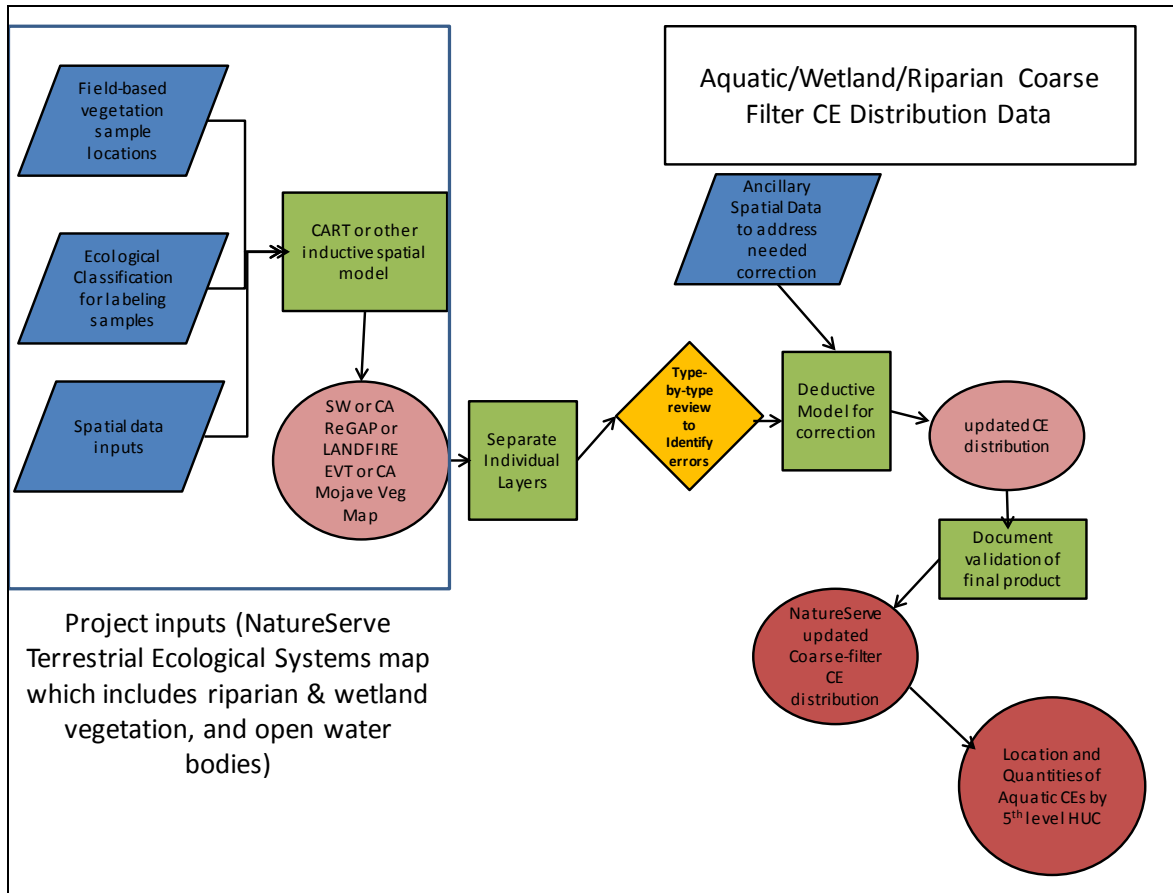 Field-based
vegetation
sample
locations
Ecological
Classification
for labeling
samples
Spatial data
inputs
CART or other
inductive spatial
model
SW or CA
ReGAP or
LANDFIRE
EVT or CA
Mojave Veg
Map
Project inputs (NatureServe
Terrestrial Ecological Systems map
which includes riparian & wetland
vegetation, and open water
bodies)
Aquatic/Wetland/Riparian Coarse
Filter CE Distribution Data
Ancillary
Spatial Data
to address
needed
correction
Separate
Individual
Layers
Type-
by-type
review
to
Identify
errors
Deductive
Model for
correction
updated CE
distribution
Document
validation of
final product
NatureServe
updated
Coarse-filter
CE
distribution
Location and
Quantities of
Aquatic CEs by
5th level HUC